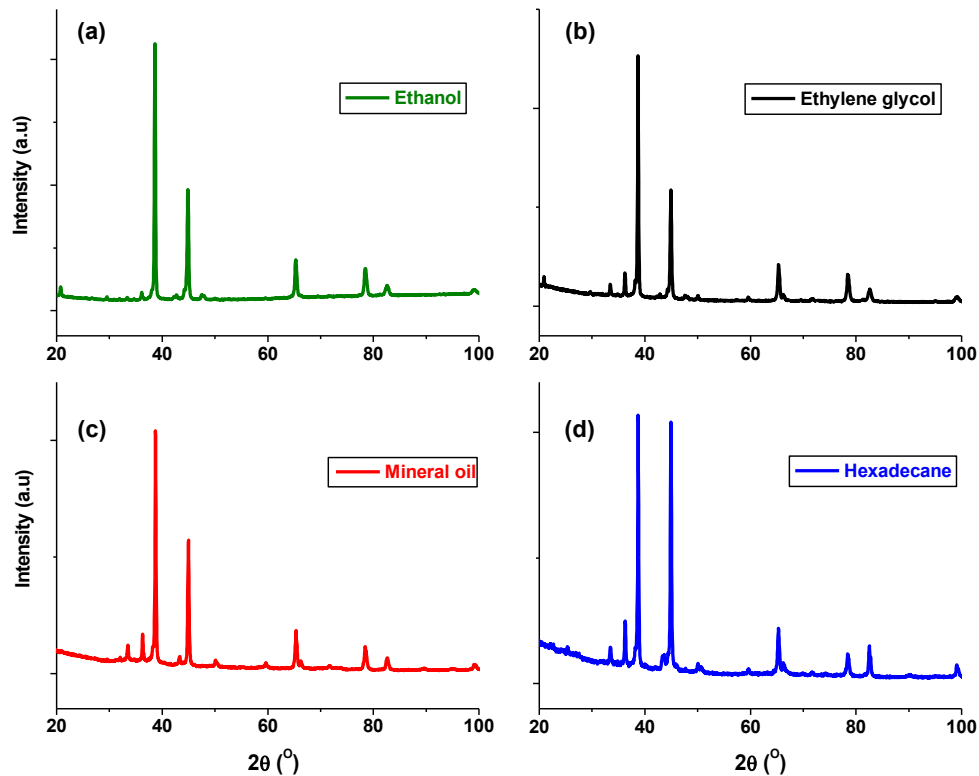 (a)
Ethanol
Intensity (a.u)
20 40 60 80 100
(b)
Ethylene glycol
20 40 60 80 100
(c)
Mineral oil
Intensity (a.u)
20 40 60 80 100
2θ (O)
(d)
Hexadecane
20 40 60 80 100
2θ (O)